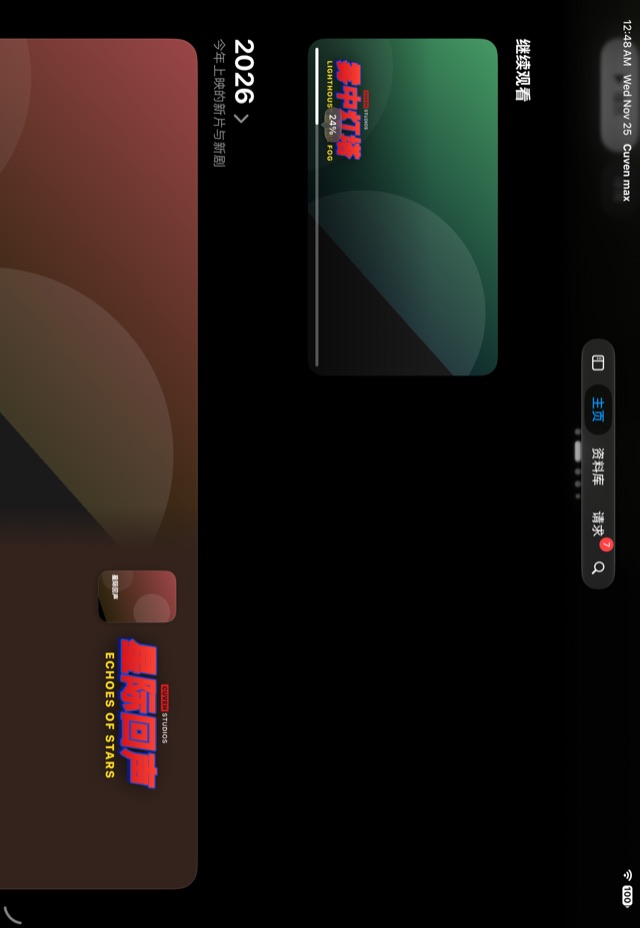 12:48 AM Wed Nov 25 Cuven max
100
主页 资料库 请求 7
继续观看
CUVEN STUDIOS
雾中灯塔
24%
LIGHTHOUS FOG
2026
今年上映的新片与新剧
星际回声
CUVEN STUDIOS
星际回声
ECHOES OF STARS